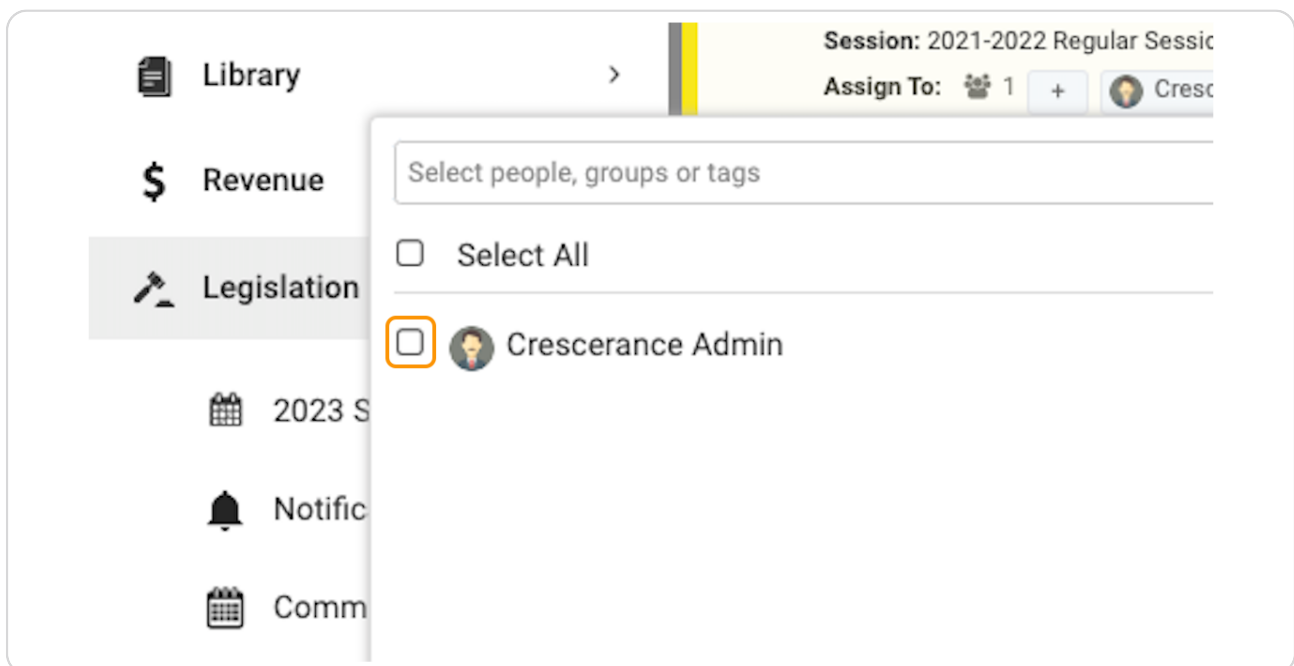 Library
Revenue
Legislation
2023 S
Notific
Comm
Session: 2021-2022 Regular Sessic
Assign To: 1 + Cresc
Select people, groups or tags
Select All
Crescerance Admin